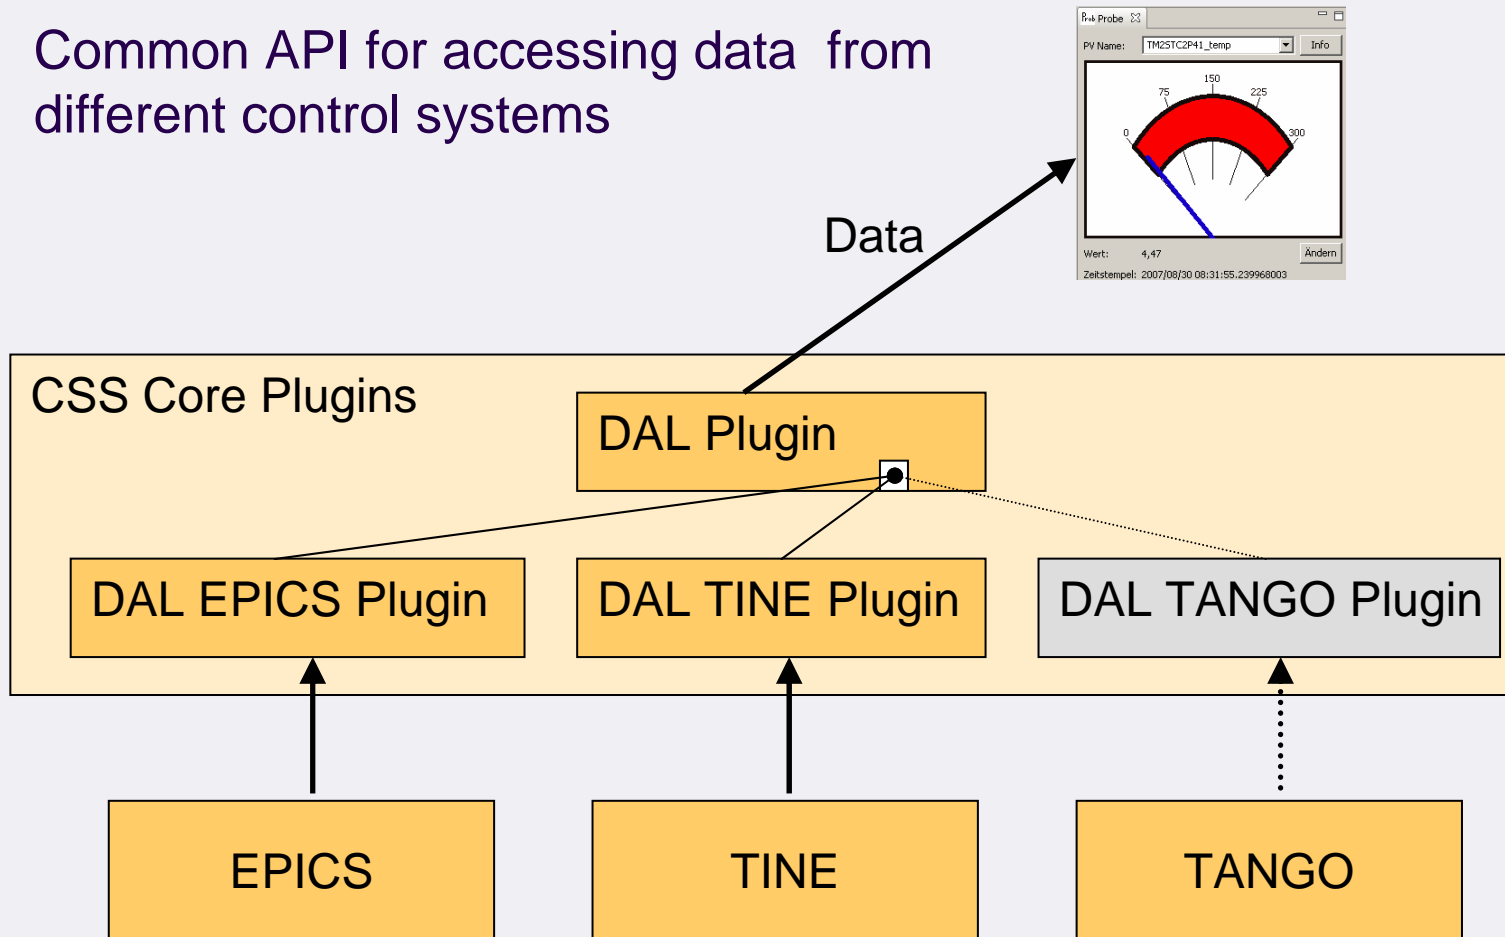 Common API for accessing data from
different control systems
Prob Probe
PV Name: TM2STC2P41_temp Info
150
75 225
0 300
Data
Wert: 4,47 Ändern
Zeitstempel: 2007/08/30 08:31:55.239968003
CSS Core Plugins
DAL Plugin
DAL EPICS Plugin DAL TINE Plugin DAL TANGO Plugin
EPICS TINE TANGO